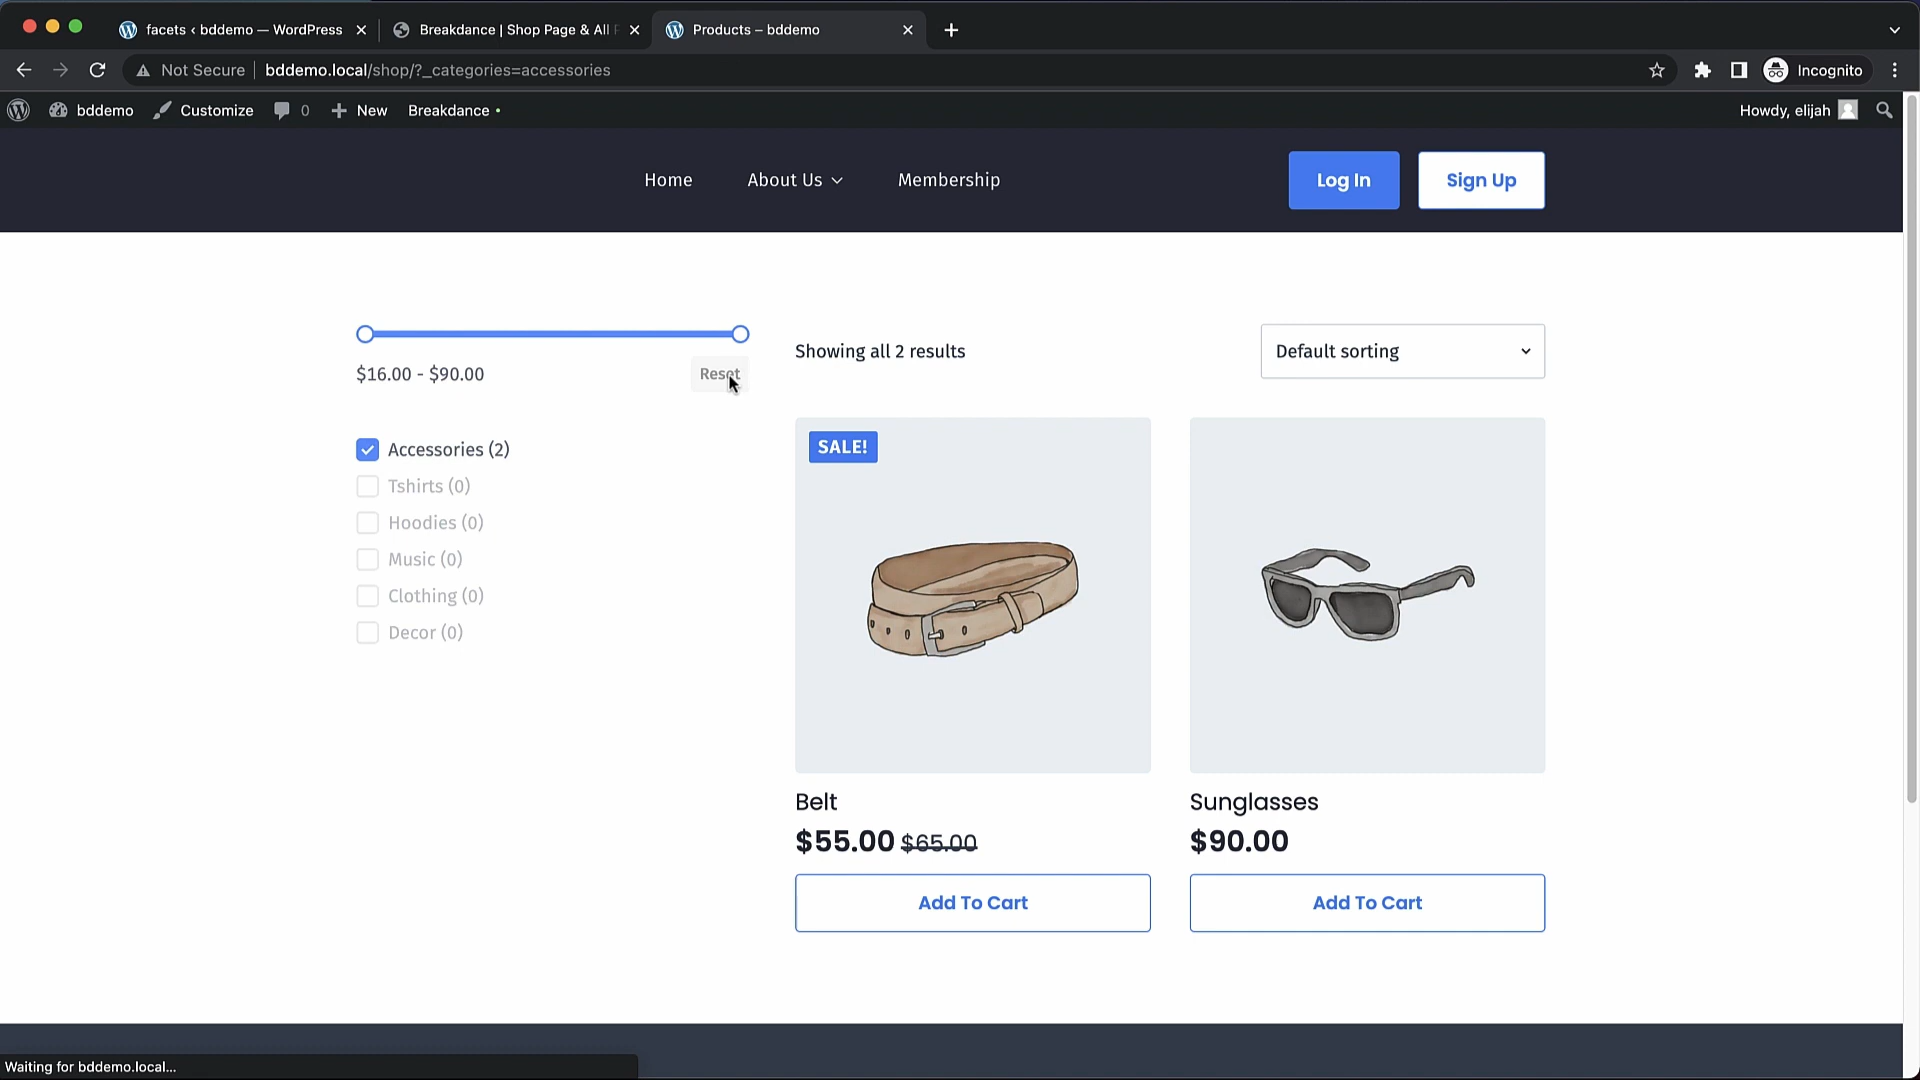 facets ‹ bddemo — WordPress
Breakdance | Shop Page & All
Products – bddemo
Not Secure
bddemo.local/shop/?_categories=accessories
Incognito
bddemo
Customize
0
New
Breakdance
Howdy, elijah
Home
About Us
Membership
Log In
Sign Up
$16.00 - $90.00
Reset
Accessories (2)
Tshirts (0)
Hoodies (0)
Music (0)
Clothing (0)
Decor (0)
Showing all 2 results
Default sorting
SALE!
Belt
$55.00 $65.00
Add To Cart
Sunglasses
$90.00
Add To Cart
Waiting for bddemo.local...